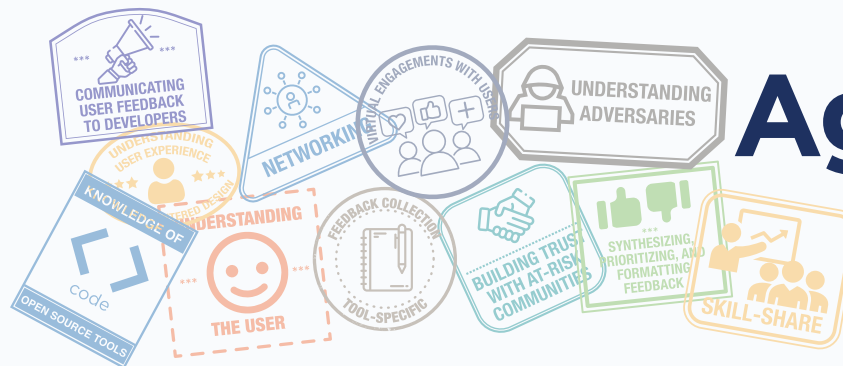 ***
***
COMMUNICATING
USER FEEDBACK
TO DEVELOPERS
NETWORKING
VIRTUAL ENGAGEMENTS WITH USERS
UNDERSTANDING
ADVERSARIES
Ag
UNDERSTANDING
USER EXPERIENCE
DESIGN
KNOWLEDGE OF
code
OPEN SOURCE TOOLS
UNDERSTANDING
***
***
THE USER
FEEDBACK COLLECTION
TOOL-SPECIFIC
BUILDING TRUST
WITH AT-RISK
COMMUNITIES
***
SYNTHESIZING,
PRIORITIZING, AND
FORMATTING
FEEDBACK
SKILL-SHARE